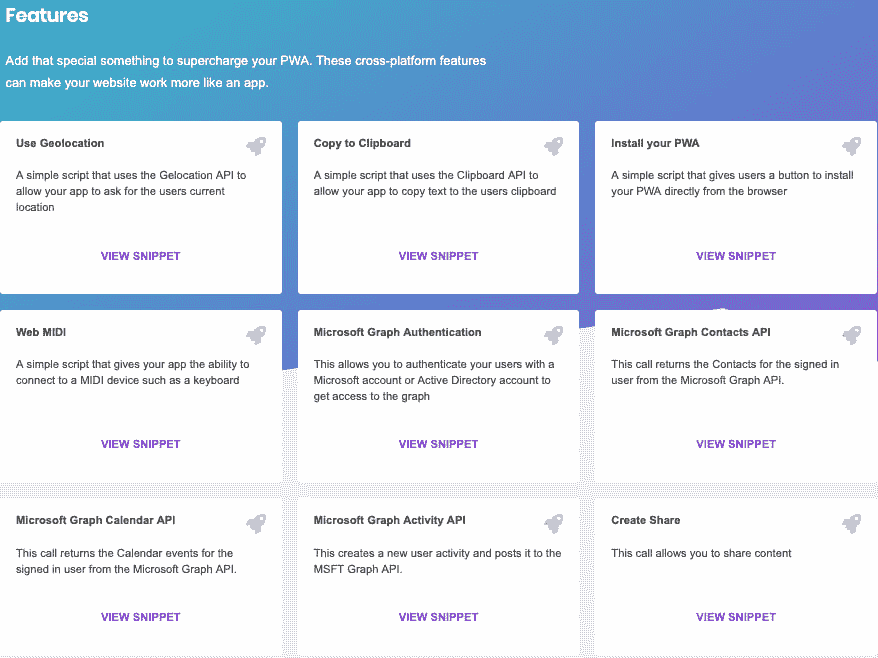 Features
Add that special something to supercharge your PWA. These cross-platform features
can make your website work more like an app.
Use Geolocation
A simple script that uses the Gelocation API to
allow your app to ask for the users current
location
VIEW SNIPPET
Copy to Clipboard
A simple script that uses the Clipboard API to
allow your app to copy text to the users clipboard
VIEW SNIPPET
Install your PWA
A simple script that gives users a button to install
your PWA directly from the browser
VIEW SNIPPET
Web MIDI
A simple script that gives your app the ability to
connect to a MIDI device such as a keyboard
VIEW SNIPPET
Microsoft Graph Authentication
This allows you to authenticate your users with a
Microsoft account or Active Directory account to
get access to the graph
VIEW SNIPPET
Microsoft Graph Contacts API
This call returns the Contacts for the signed in
user from the Microsoft Graph API.
VIEW SNIPPET
Microsoft Graph Calendar API
This call returns the Calendar events for the
signed in user from the Microsoft Graph API.
VIEW SNIPPET
Microsoft Graph Activity API
This creates a new user activity and posts it to the
MSFT Graph API.
VIEW SNIPPET
Create Share
This call allows you to share content
VIEW SNIPPET